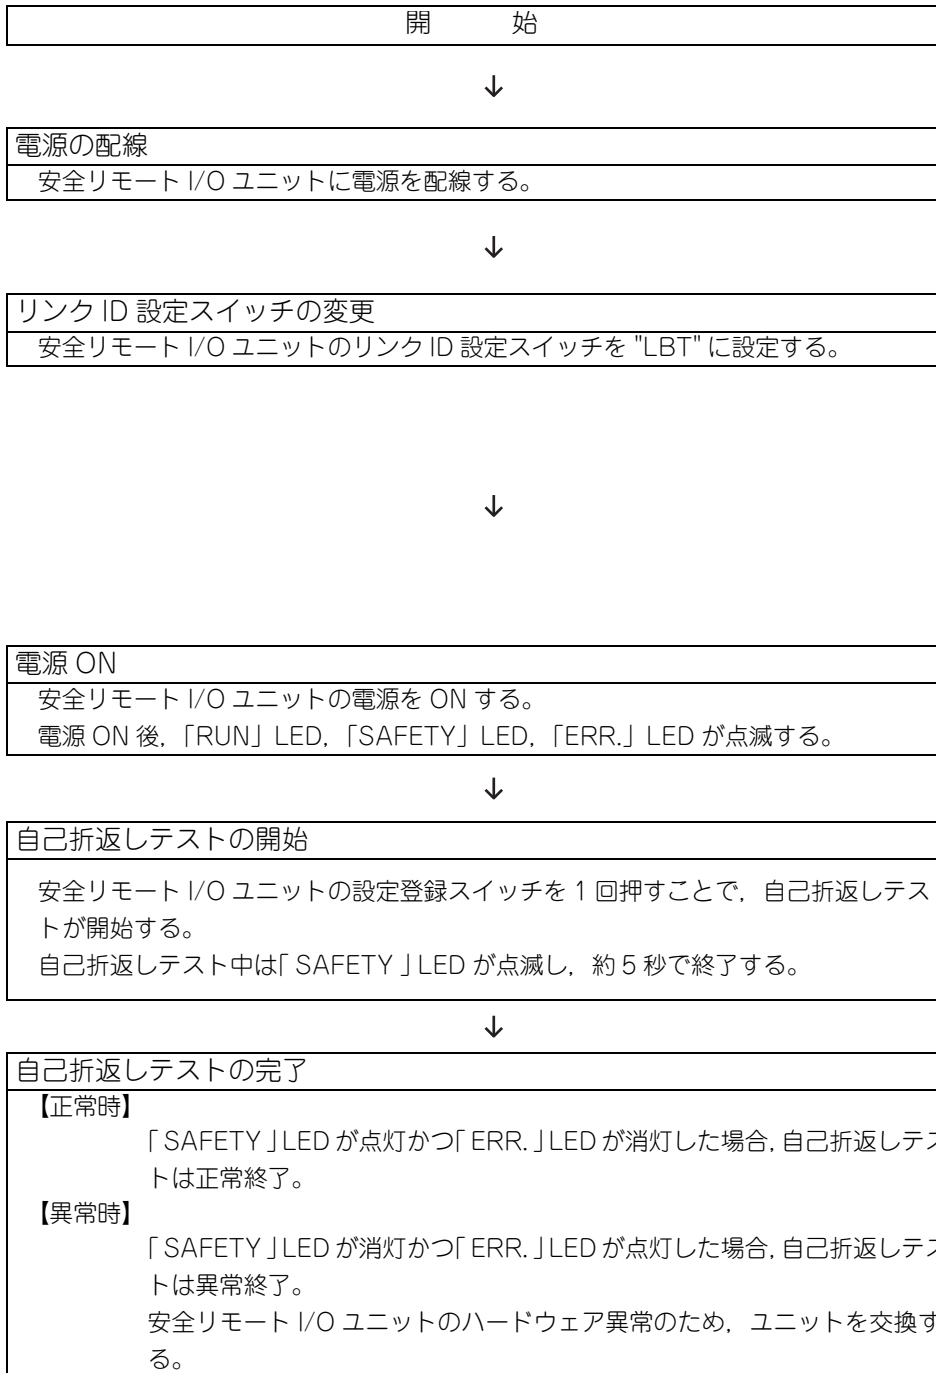 開　始
↓
電源の配線
安全リモート I/O ユニットに電源を配線する。
↓
リンク ID 設定スイッチの変更
安全リモート I/O ユニットのリンク ID 設定スイッチを "LBT" に設定する。
↓
電源 ON
安全リモート I/O ユニットの電源を ON する。
電源 ON 後,「RUN」LED,「SAFETY」LED,「ERR.」LED が点滅する。
↓
自己折返しテストの開始
安全リモート I/O ユニットの設定登録スイッチを 1 回押すことで, 自己折返しテス
トが開始する。
自己折返しテスト中は「SAFETY」LED が点滅し, 約 5 秒で終了する。
↓
自己折返しテストの完了
【正常時】
「SAFETY」LED が点灯かつ「ERR.」LED が消灯した場合, 自己折返しテス
トは正常終了。
【異常時】
「SAFETY」LED が消灯かつ「ERR.」LED が点灯した場合, 自己折返しテス
トは異常終了。
安全リモート I/O ユニットのハードウェア異常のため, ユニットを交換す
る。